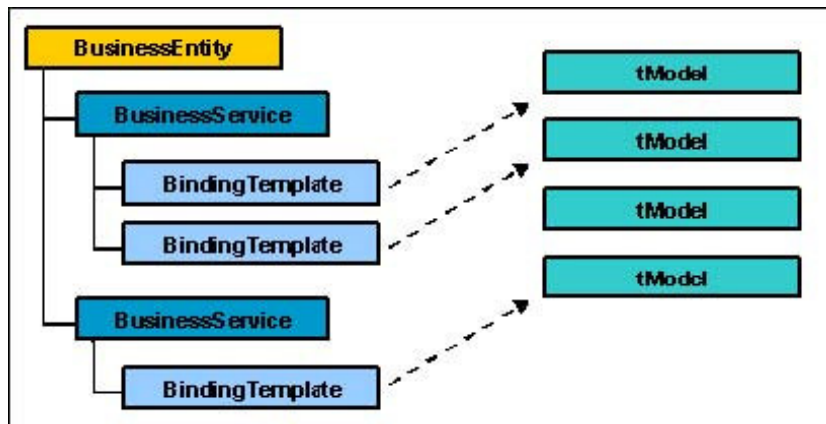 BusinessEntity
BusinessService
BindingTemplate
BindingTemplate
BusinessService
BindingTemplate
tModel
tModel
tModel
tModel